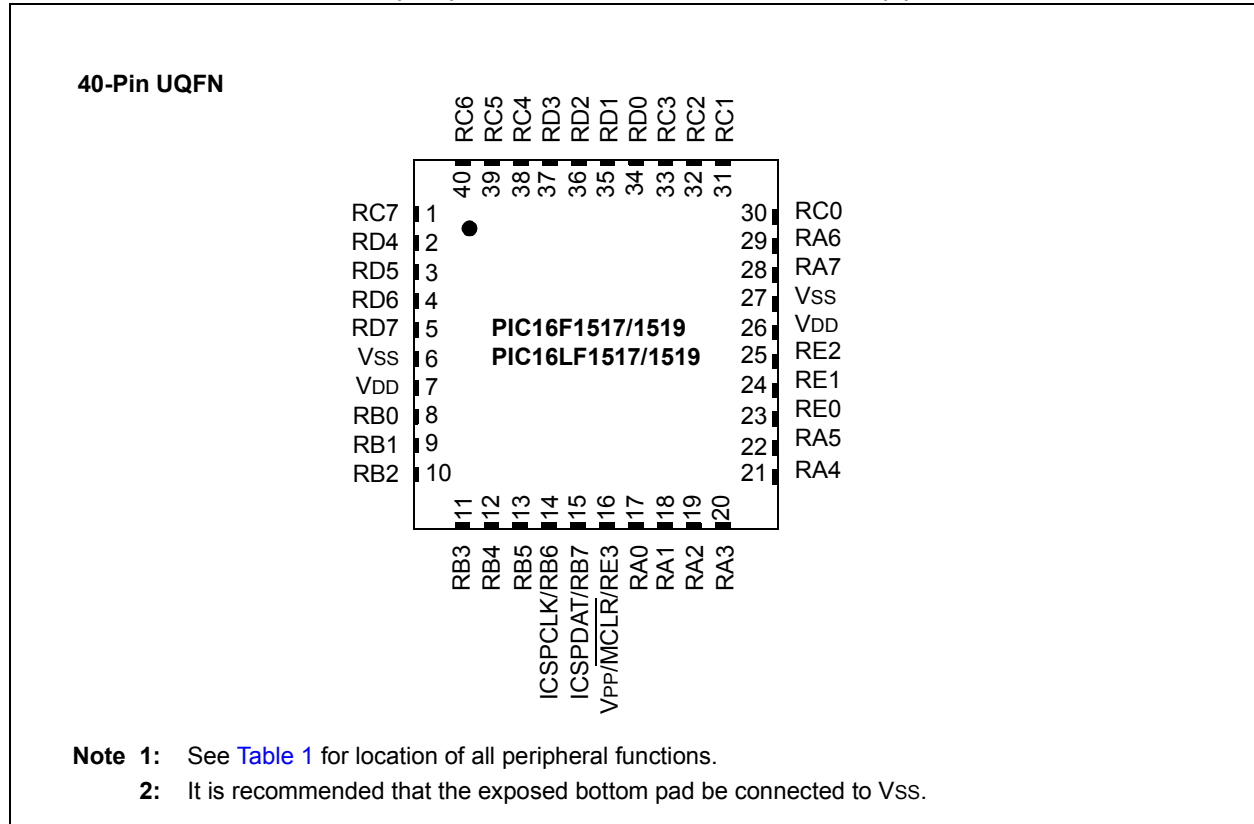 40-Pin UQFN
RC6
RC5
RC4
RD3
RD2
RD1
RD0
RC3
RC2
RC1
40
39
38
37
36
35
34
33
32
31
RC7 1
RD4 2
RD5 3
RD6 4
RD7 5
VSS 6
VDD 7
RB0 8
RB1 9
RB2 10
PIC16F1517/1519
PIC16LF1517/1519
30 RC0
29 RA6
28 RA7
27 VSS
26 VDD
25 RE2
24 RE1
23 RE0
22 RA5
21 RA4
11
12
13
14
15
16
17
18
19
20
RB3
RB4
RB5
ICSPCLK/RB6
ICSPDAT/RB7
VPP/MCLR/RE3
RA0
RA1
RA2
RA3
Note 1: See Table 1 for location of all peripheral functions.
2: It is recommended that the exposed bottom pad be connected to VSS.